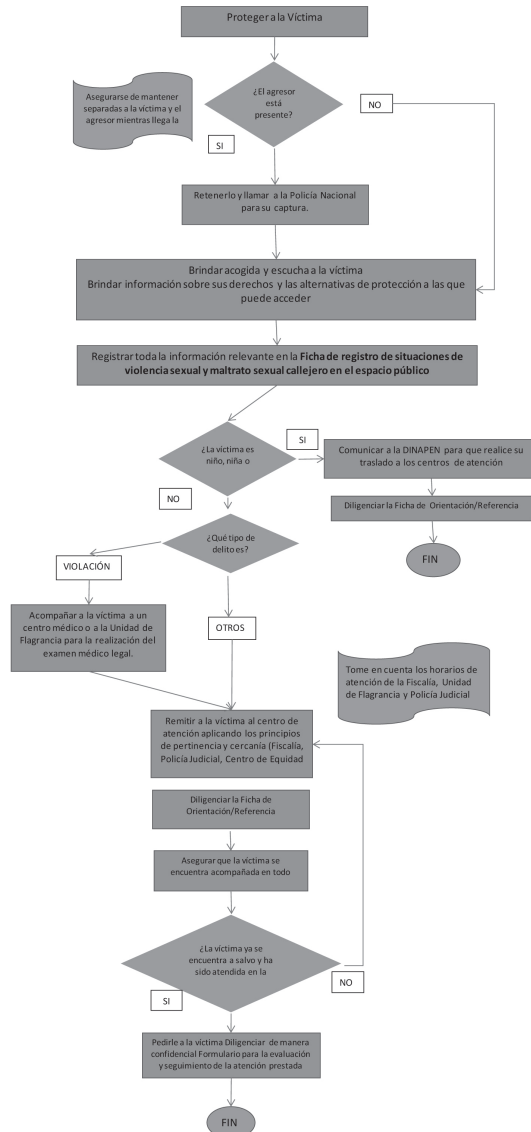 Proteger a la Víctima
¿El agresor
está
presente?
Asegurarse de mantener
separadas a la víctima y el
agresor mientras llega la
NO
SI
Retenerlo y llamar a la Policía Nacional
para su captura.
Brindar acogida y escucha a la víctima
Brindar información sobre sus derechos y las alternativas de protección a las que
puede acceder
Registrar toda la información relevante en la Ficha de registro de situaciones de
violencia sexual y maltrato sexual callejero en el espacio público
¿La víctima es
niño, niña o
SI
Comunicar a la DINAPEN para que realice su
traslado a los centros de atención
NO
Diligenciar la Ficha de Orientación/Referencia
FIN
¿Qué tipo de
delito es?
VIOLACIÓN
OTROS
Acompañar a la víctima a un
centro médico o a la Unidad de
Flagrancia para la realización del
examen médico legal.
Tome en cuenta los horarios de
atención de la Fiscalía, Unidad
de Flagrancia y Policía Judicial
Remitir a la víctima al centro de
atención aplicando los principios
de pertinencia y cercanía (Fiscalía,
Policía Judicial, Centro de Equidad
Diligenciar la Ficha de
Orientación/Referencia
Asegurar que la víctima se
encuentra acompañada en todo
¿La víctima ya se
encuentra a salvo y ha
sido atendida en la
NO
SI
Pedirle a la víctima Diligenciar de manera
confidencial Formulario para la evaluación
y seguimiento de la atención prestada
FIN